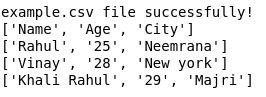 example.csv file successfully!
['Name', 'Age', 'City']
['Rahul', '25', 'Neemrana']
['Vinay', '28', 'New york']
['Khali Rahul', '29', 'Majri']